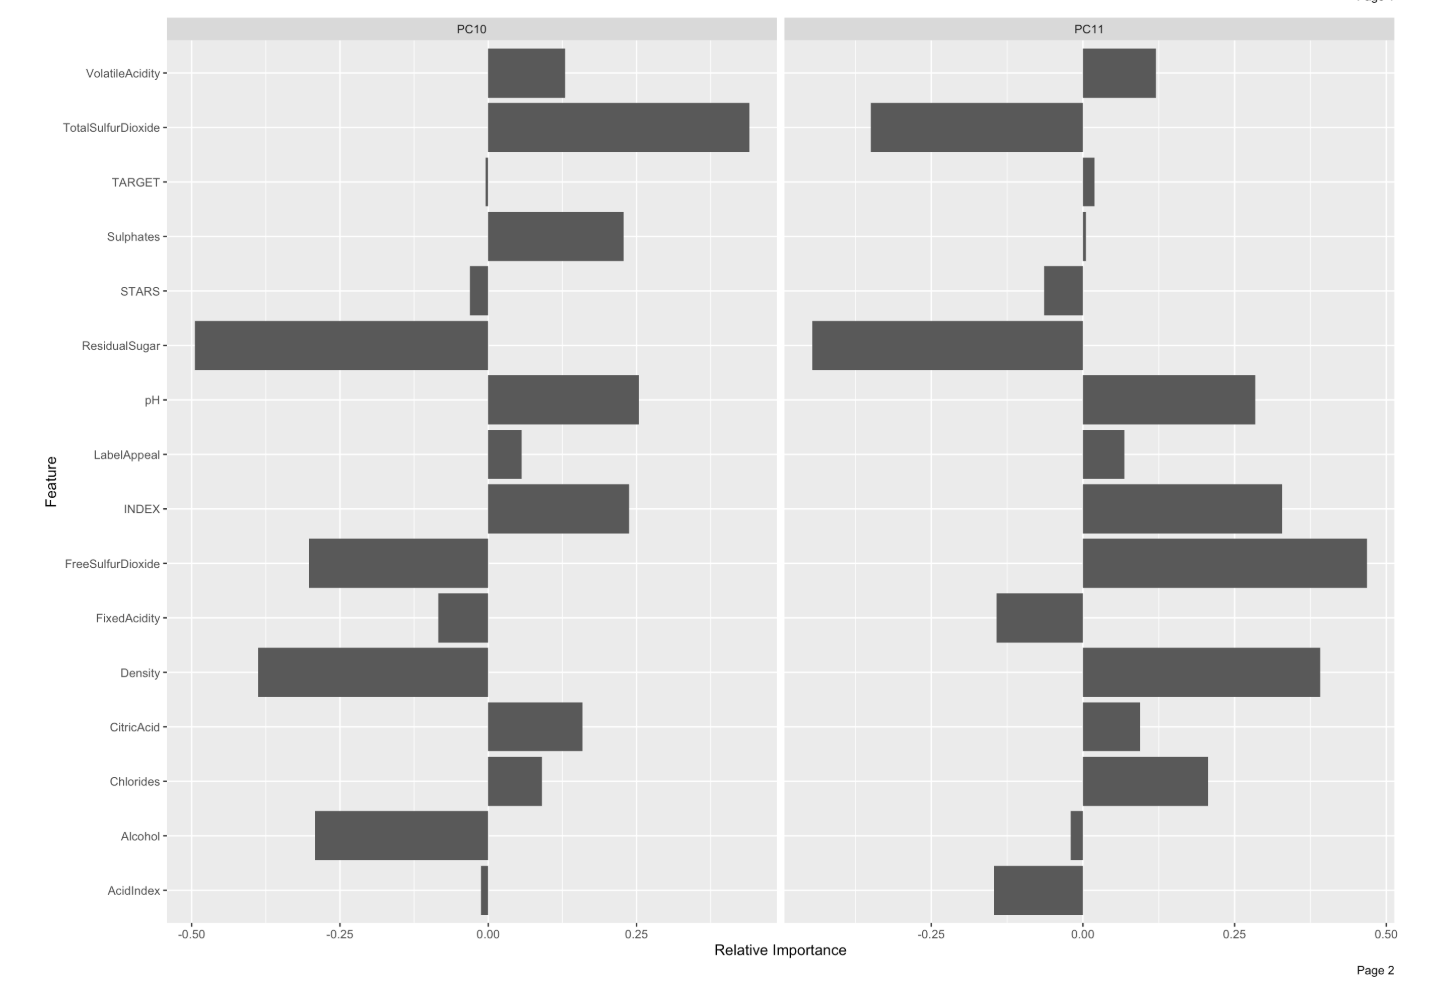 PC10 PC11
VolatileAcidity
TotalSulfurDioxide
TARGET
Sulphates
STARS
ResidualSugar
pH
LabelAppeal
INDEX
FreeSulfurDioxide
FixedAcidity
Density
CitricAcid
Chlorides
Alcohol
AcidIndex
Feature
-0.50 -0.25 0.00 0.25 -0.25 0.00 0.25 0.50
Relative Importance
Page 2